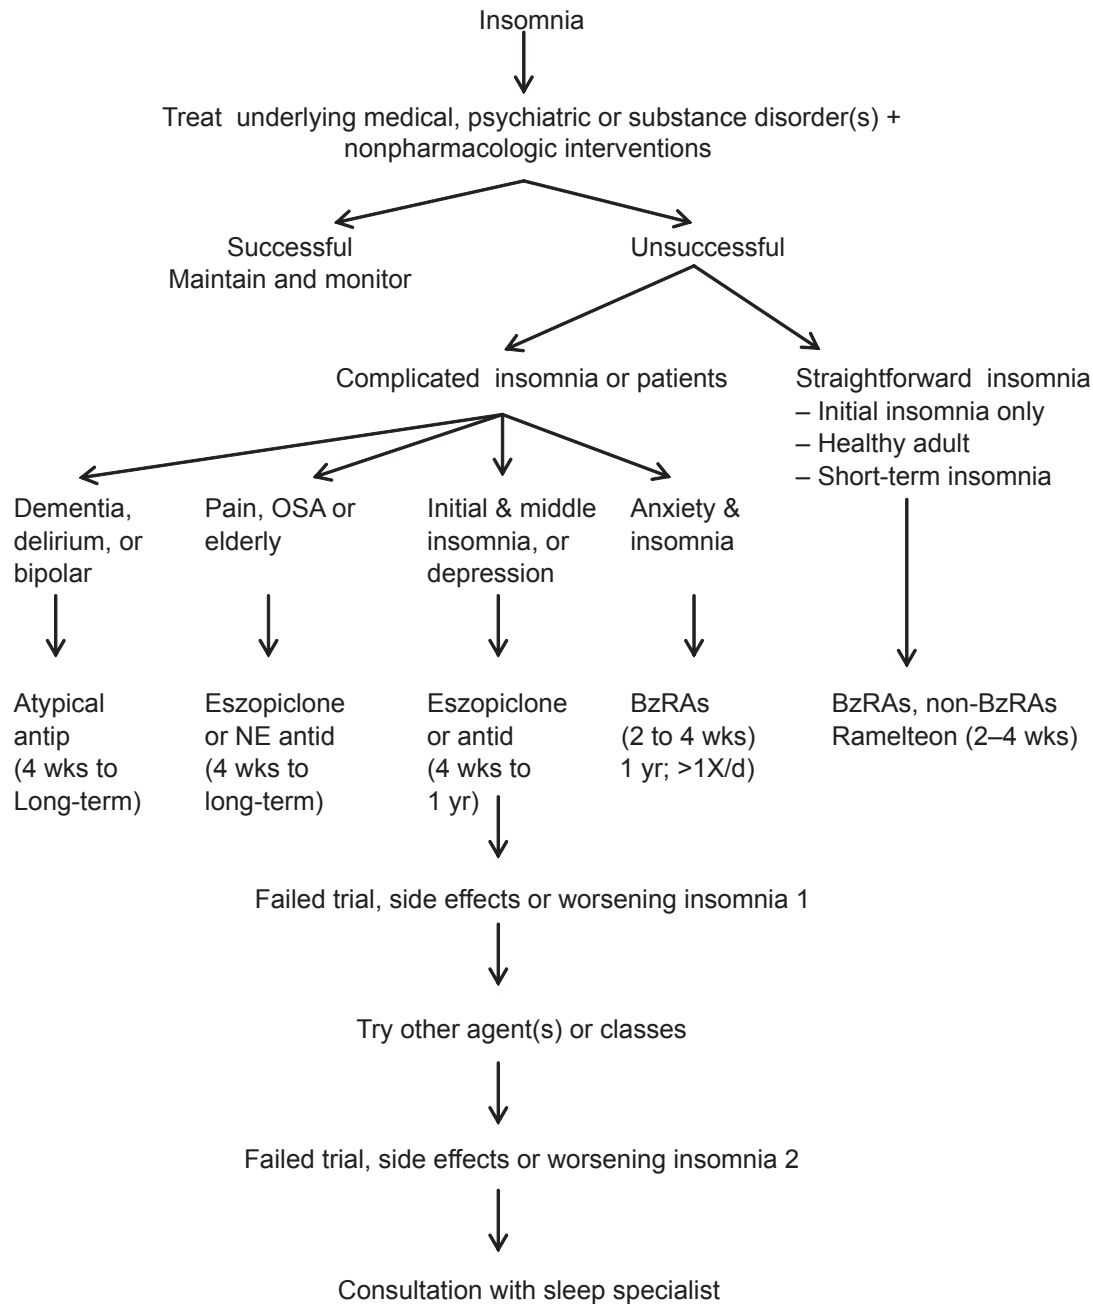 Insomnia
Treat underlying medical, psychiatric or substance disorder(s) +
nonpharmacologic interventions
Successful
Maintain and monitor
Unsuccessful
Complicated insomnia or patients
Straightforward insomnia
– Initial insomnia only
– Healthy adult
– Short-term insomnia
Dementia,
delirium, or
bipolar
Pain, OSA or
elderly
Initial & middle
insomnia, or
depression
Anxiety &
insomnia
Atypical
antip
(4 wks to
Long-term)
Eszopiclone
or NE antid
(4 wks to
long-term)
Eszopiclone
or antid
(4 wks to
1 yr)
BzRAs
(2 to 4 wks)
1 yr; >1X/d)
BzRAs, non-BzRAs
Ramelteon (2–4 wks)
Failed trial, side effects or worsening insomnia 1
Try other agent(s) or classes
Failed trial, side effects or worsening insomnia 2
Consultation with sleep specialist